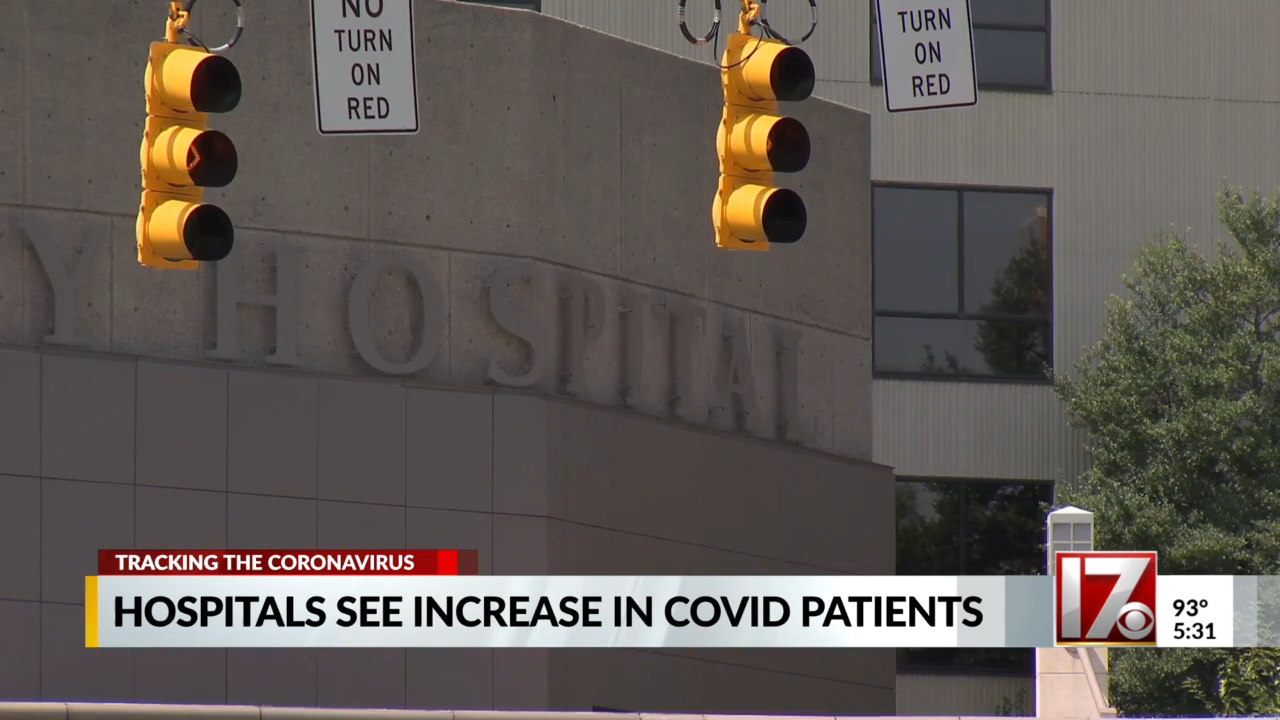 NO
TURN
ON
RED
TURN
ON
RED
Y HOSPITAL
TRACKING THE CORONAVIRUS
HOSPITALS SEE INCREASE IN COVID PATIENTS
17
93°
5:31